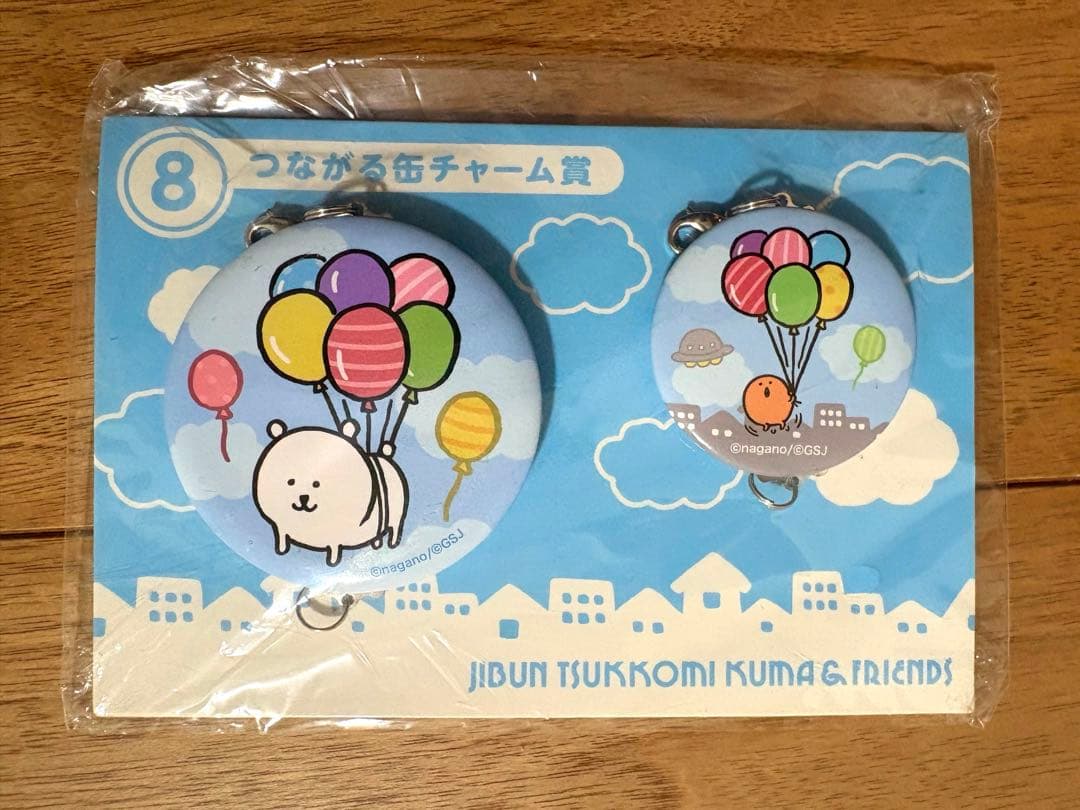 8
つながる缶チャーム賞
©nagano/©GSJ
©nagano/©GSJ
JIBUN TSUKKOMI KUMA & FRIENDS